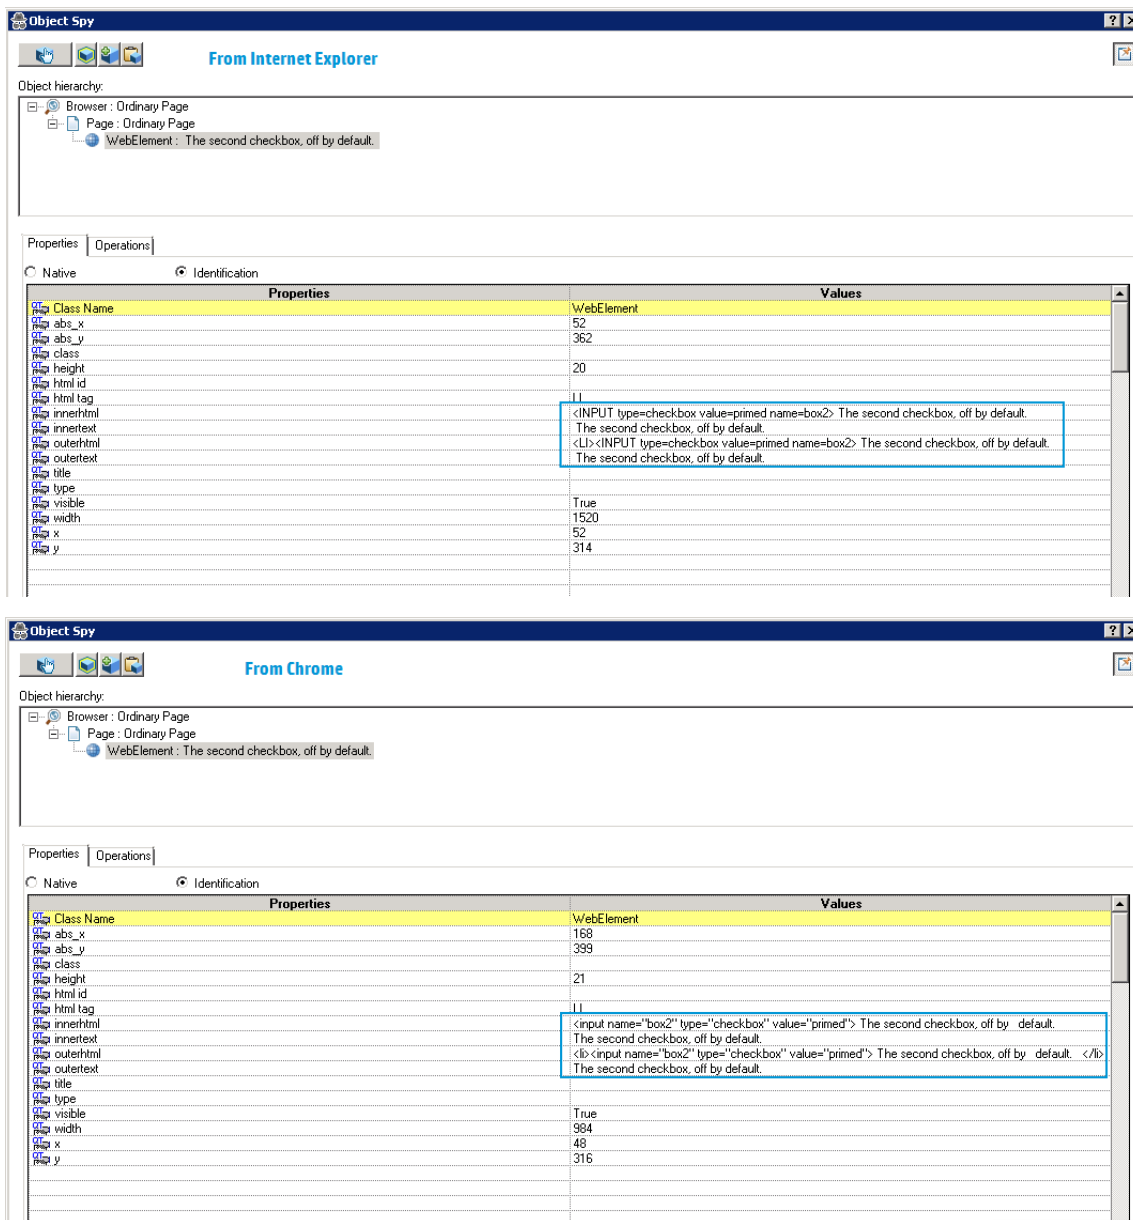 Object Spy
From Internet Explorer
Object hierarchy:
Browser : Ordinary Page
Page : Ordinary Page
WebElement : The second checkbox, off by default.
Properties Operations
Native Identification
Properties Values
Class Name WebElement
abs_x 52
abs_y 362
class
height 20
html id
html tag LI
innerhtml <INPUT type=checkbox value=primed name=box2> The second checkbox, off by default.
innertext The second checkbox, off by default.
outerhtml <LI><INPUT type=checkbox value=primed name=box2> The second checkbox, off by default.
outertext The second checkbox, off by default.
title
type
visible True
width 1520
x 52
y 314
Object Spy
From Chrome
Object hierarchy:
Browser : Ordinary Page
Page : Ordinary Page
WebElement : The second checkbox, off by default.
Properties Operations
Native Identification
Properties Values
Class Name WebElement
abs_x 168
abs_y 399
class
height 21
html id
html tag LI
innerhtml <input name="box2" type="checkbox" value="primed"> The second checkbox, off by default.
innertext The second checkbox, off by default.
outerhtml <li><input name="box2" type="checkbox" value="primed"> The second checkbox, off by default. </li>
outertext The second checkbox, off by default.
title
type
visible True
width 984
x 48
y 316